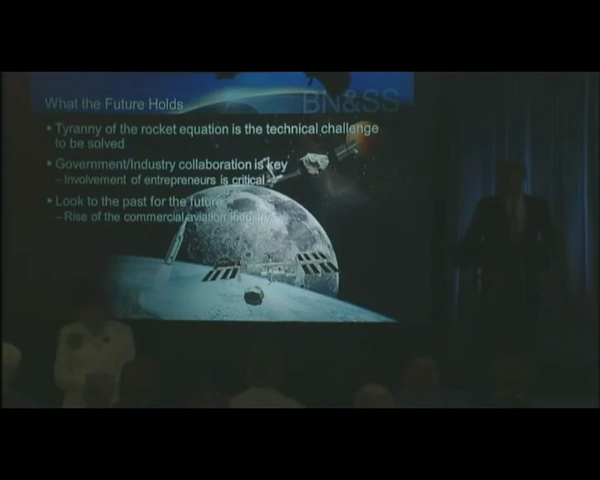 BN&SS
What the Future Holds
▪ Tyranny of the rocket equation is the technical challenge
to be solved
▪ Government/Industry collaboration is key
– Involvement of entrepreneurs is critical
▪ Look to the past for the future
– Rise of the commercial aviation industry